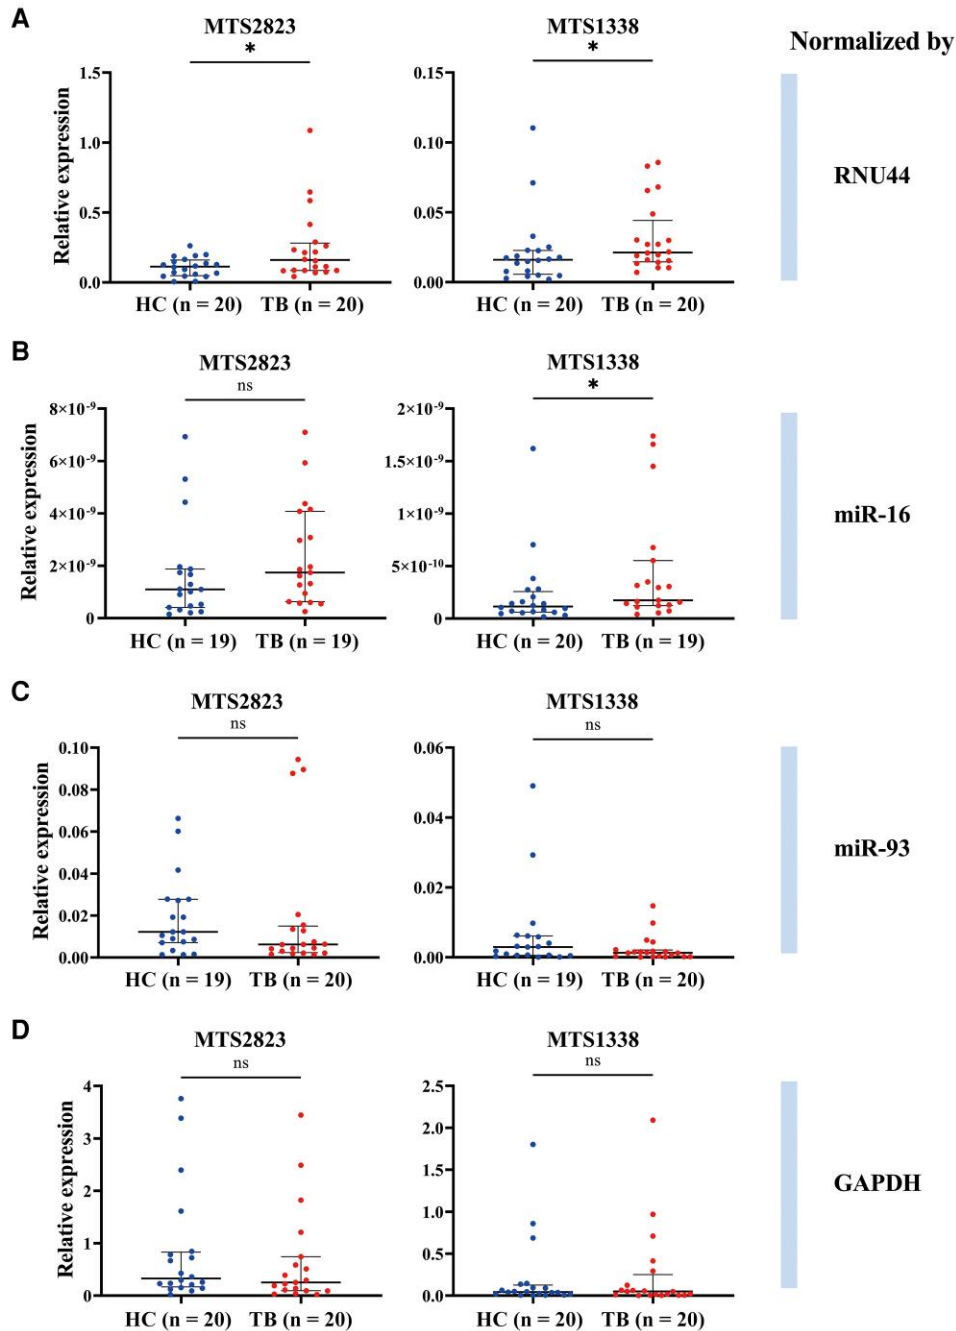 A
MTS2823
*
MTS1338
*
Normalized by
Relative expression
1.5
1.0
0.5
0.0
HC (n = 20) TB (n = 20)
0.15
0.10
0.05
0.00
HC (n = 20) TB (n = 20)
RNU44
B
MTS2823
ns
MTS1338
*
Relative expression
8×10⁻⁹
6×10⁻⁹
4×10⁻⁹
2×10⁻⁹
0
HC (n = 19) TB (n = 19)
2×10⁻⁹
1.5×10⁻⁹
1×10⁻⁹
5×10⁻¹⁰
0
HC (n = 20) TB (n = 19)
miR-16
C
MTS2823
ns
MTS1338
ns
Relative expression
0.10
0.08
0.06
0.04
0.02
0.00
HC (n = 19) TB (n = 20)
0.06
0.04
0.02
0.00
HC (n = 19) TB (n = 20)
miR-93
D
MTS2823
ns
MTS1338
ns
Relative expression
4
3
2
1
0
HC (n = 20) TB (n = 20)
2.5
2.0
1.5
1.0
0.5
0.0
HC (n = 20) TB (n = 20)
GAPDH